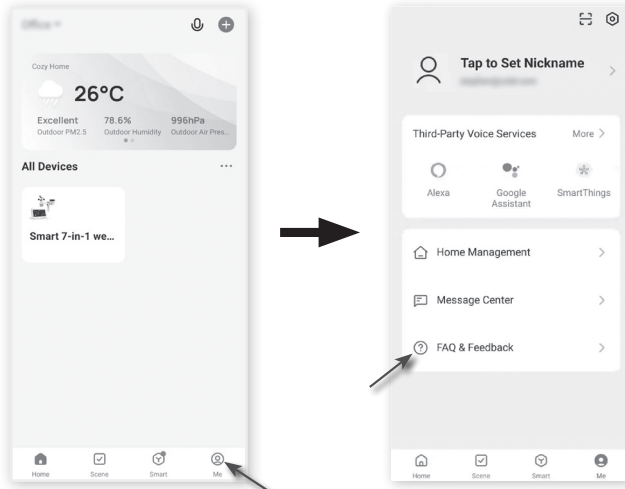 Cozy Home
26°C
Excellent 78.6% 996hPa
Outdoor PM2.5 Outdoor Humidity Outdoor Air Pres...
All Devices
Smart 7-in-1 we...
Home Scene Smart Me
Tap to Set Nickname
Third-Party Voice Services More
Alexa Google Assistant SmartThings
Home Management
Message Center
FAQ & Feedback
Home Scene Smart Me